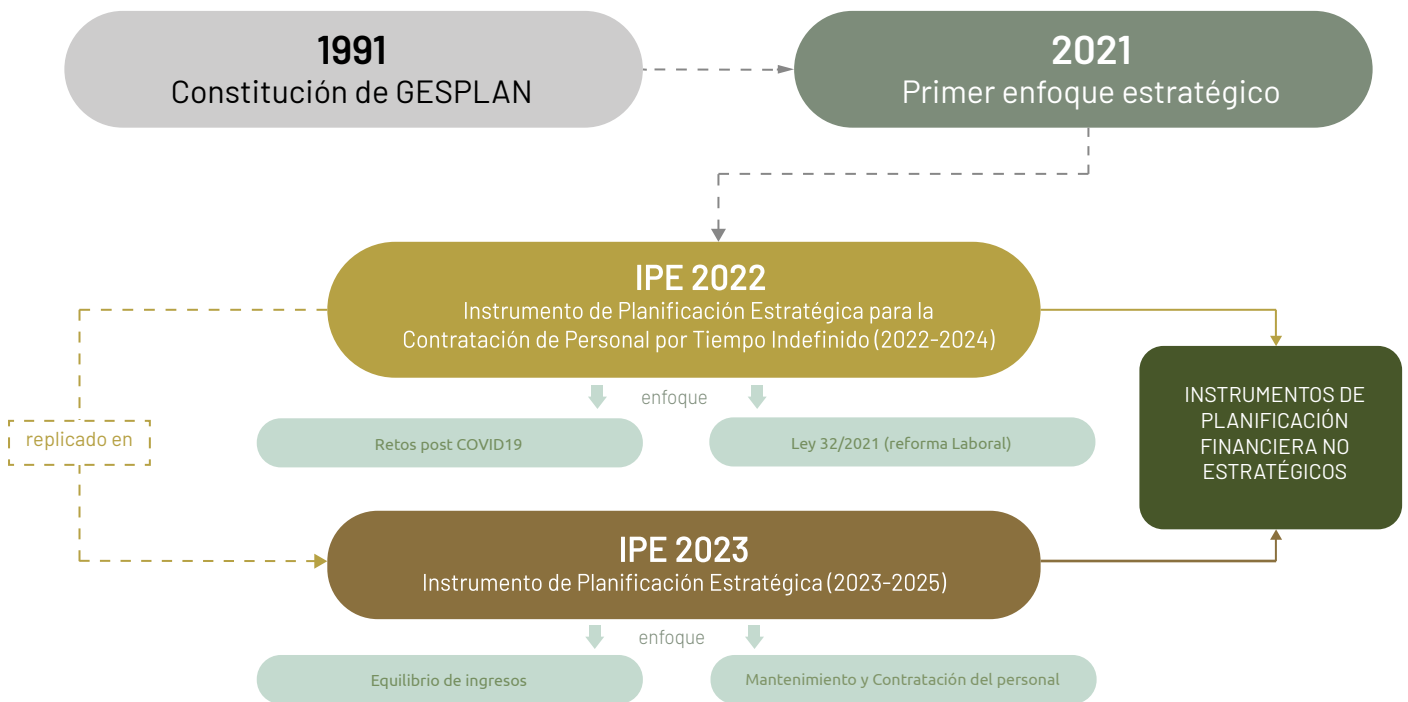 1991
Constitución de GESPLAN
2021
Primer enfoque estratégico
IPE 2022
Instrumento de Planificación Estratégica para la
Contratación de Personal por Tiempo Indefinido (2022-2024)
enfoque
Retos post COVID19
Ley 32/2021 (reforma Laboral)
replicado en
INSTRUMENTOS DE
PLANIFICACIÓN
FINANCIERA NO
ESTRATÉGICOS
IPE 2023
Instrumento de Planificación Estratégica (2023-2025)
enfoque
Equilibrio de ingresos
Mantenimiento y Contratación del personal